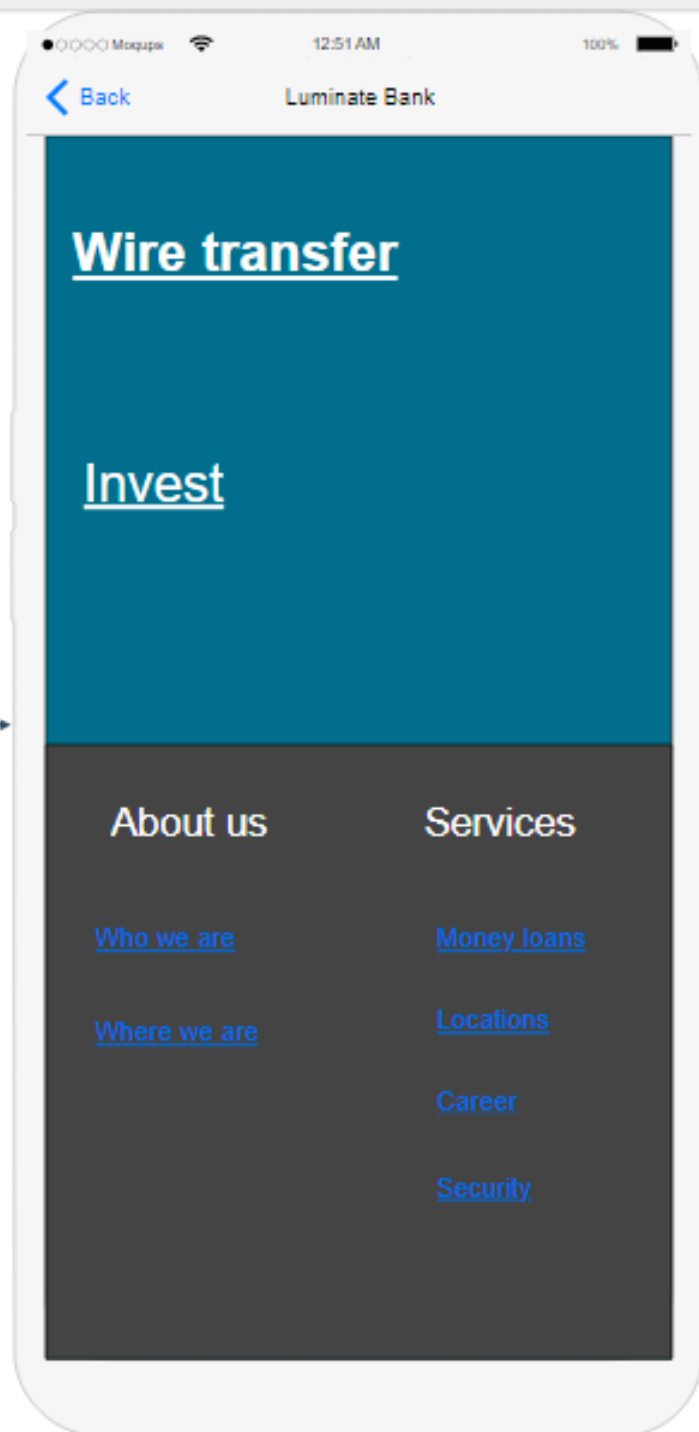 Moqups 12:51 AM 100%
Back Luminate Bank
Wire transfer
Invest
About us Services
Who we are Money loans
Where we are Locations
Career
Security